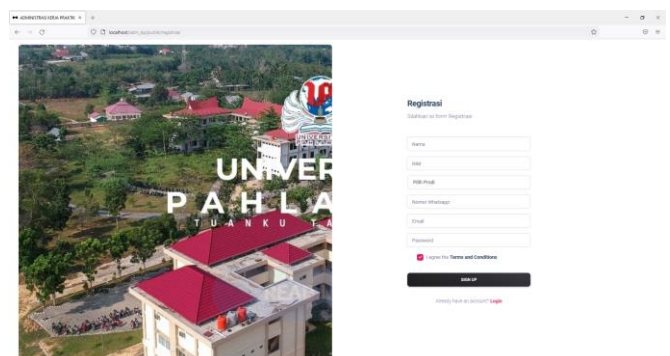 ADMINISTRASI KERJA PRAKTIK
UNIVER
PAHLA
TUANKU TA
Registrasi
Silahkan isi form Registrasi
Nama
NIM
Pilih Prodi
Nomor Whatsapp
Email
Password
I agree the Terms and Conditions
SIGN UP
Already have an account? Login